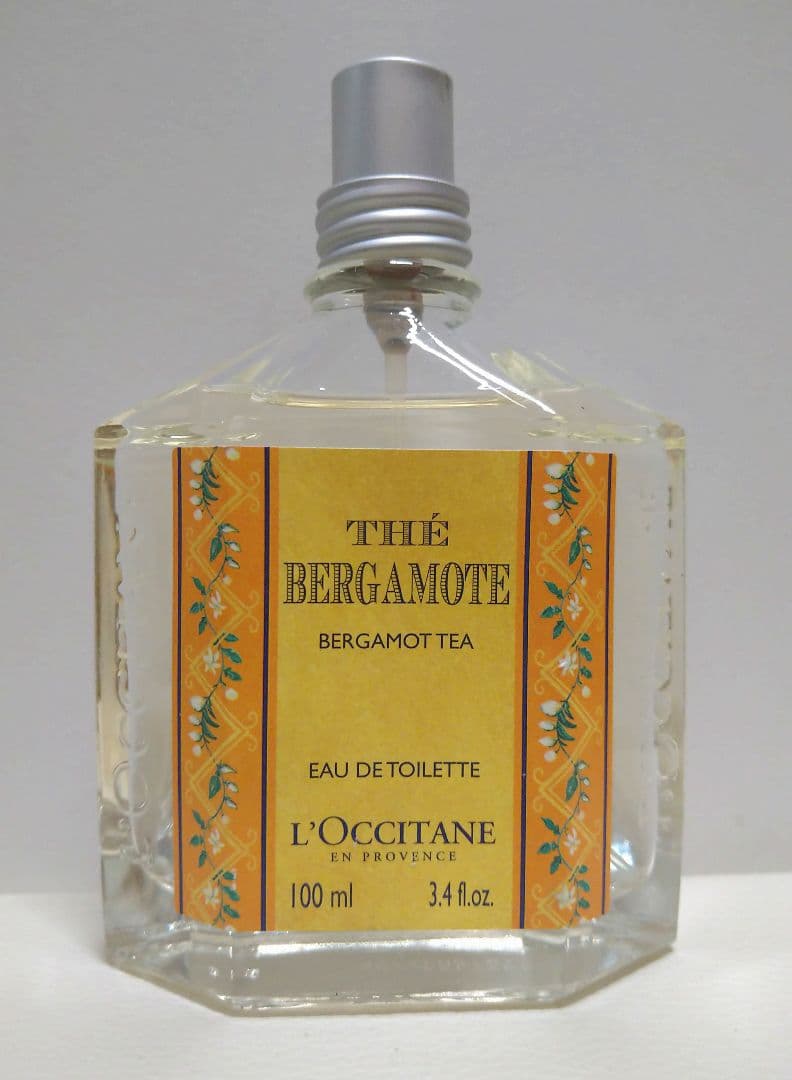 THÉ
BERGAMOTE
BERGAMOT TEA
EAU DE TOILETTE
L'OCCITANE
EN PROVENCE
100 ml 3.4 fl.oz.